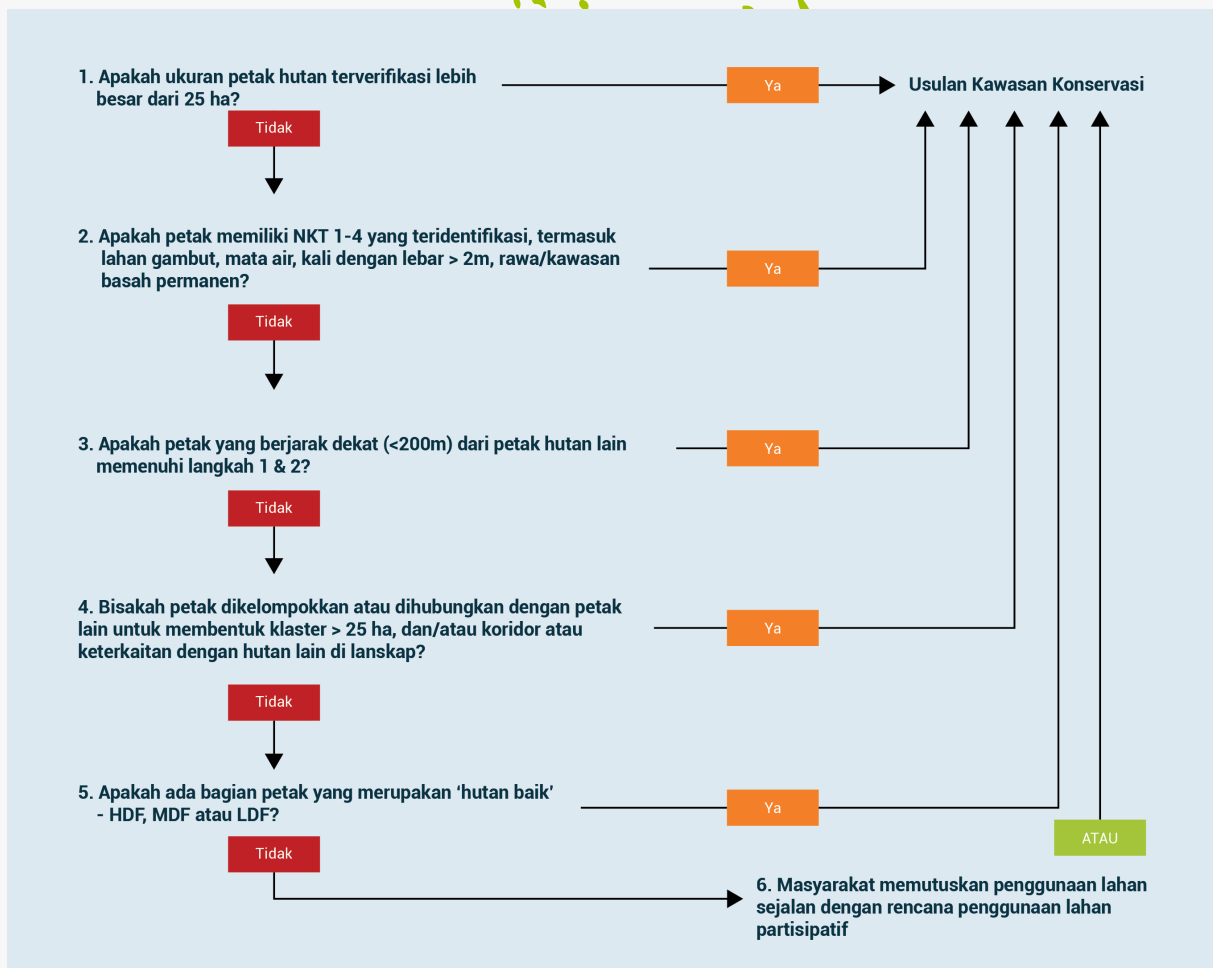 1. Apakah ukuran petak hutan terverifikasi lebih
besar dari 25 ha?
Ya
Usulan Kawasan Konservasi
Tidak
2. Apakah petak memiliki NKT 1-4 yang teridentifikasi, termasuk
lahan gambut, mata air, kali dengan lebar > 2m, rawa/kawasan
basah permanen?
Ya
Tidak
3. Apakah petak yang berjarak dekat (<200m) dari petak hutan lain
memenuhi langkah 1 & 2?
Ya
Tidak
4. Bisakah petak dikelompokkan atau dihubungkan dengan petak
lain untuk membentuk klaster > 25 ha, dan/atau koridor atau
keterkaitan dengan hutan lain di lanskap?
Ya
Tidak
5. Apakah ada bagian petak yang merupakan ‘hutan baik’
- HDF, MDF atau LDF?
Ya
Tidak
ATAU
6. Masyarakat memutuskan penggunaan lahan
sejalan dengan rencana penggunaan lahan
partisipatif